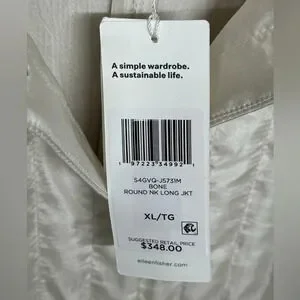 A simple wardrobe.
A sustainable life.
1 97223 34992 1
S4GVQ-J5731M
BONE
ROUND NK LONG JKT
XL/TG
SUGGESTED RETAIL PRICE
$348.00
eileenfisher.com